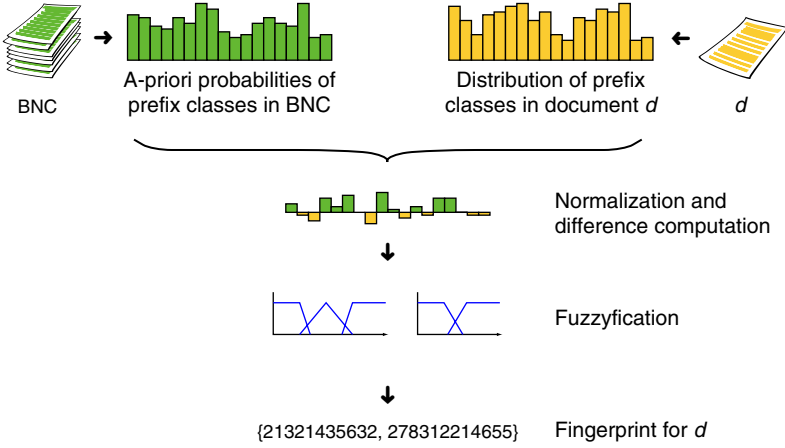 BNC
A-priori probabilities of
prefix classes in BNC
Distribution of prefix
classes in document d
d
Normalization and
difference computation
Fuzzyfication
{21321435632, 278312214655}
Fingerprint for d